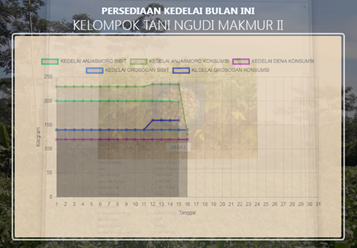 PERSEDIAAN KEDELAI BULAN INI
KELOMPOK TANI NGUDI MAKMUR II
KEDELAI ANJASMORO BIBIT KEDELAI ANJASMORO KONSUMSI KEDELAI DENA KONSUMSI
KEDELAI GROBOGAN BIBIT KEDELAI GROBOGAN KONSUMSI
250
200
150
100
50
0
Kilogram
1 2 3 4 5 6 7 8 9 10 11 12 13 14 15 16 17 18 19 20 21 22 23 24 25 26 27 28 29 30 31
Tanggal